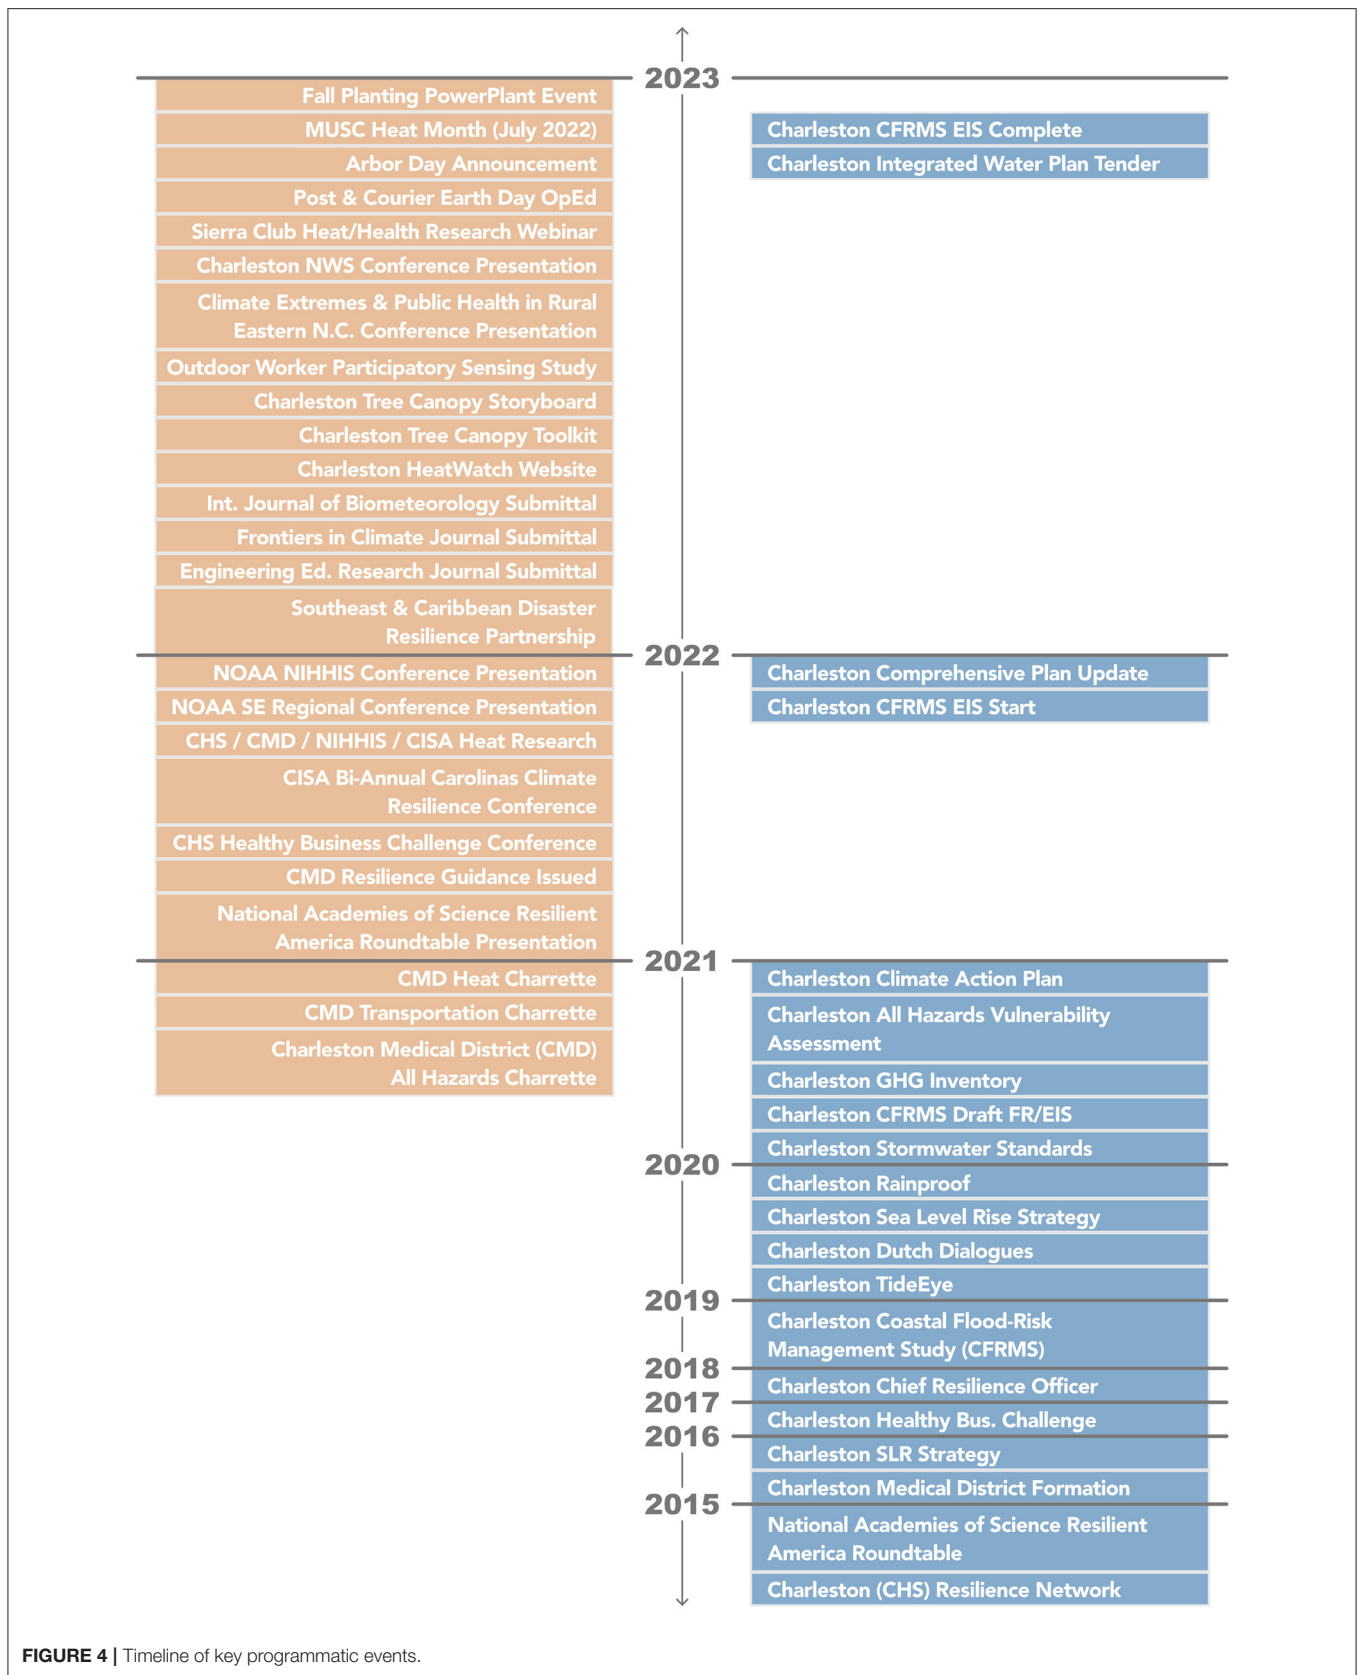 2023
Fall Planting PowerPlant Event
MUSC Heat Month (July 2022)
Arbor Day Announcement
Post & Courier Earth Day OpEd
Sierra Club Heat/Health Research Webinar
Charleston NWS Conference Presentation
Climate Extremes & Public Health in Rural
Eastern N.C. Conference Presentation
Outdoor Worker Participatory Sensing Study
Charleston Tree Canopy Storyboard
Charleston Tree Canopy Toolkit
Charleston HeatWatch Website
Int. Journal of Biometeorology Submittal
Frontiers in Climate Journal Submittal
Engineering Ed. Research Journal Submittal
Southeast & Caribbean Disaster
Resilience Partnership
Charleston CFRMS EIS Complete
Charleston Integrated Water Plan Tender
2022
NOAA NIHHIS Conference Presentation
NOAA SE Regional Conference Presentation
CHS / CMD / NIHHIS / CISA Heat Research
CISA Bi-Annual Carolinas Climate
Resilience Conference
CHS Healthy Business Challenge Conference
CMD Resilience Guidance Issued
National Academies of Science Resilient
America Roundtable Presentation
Charleston Comprehensive Plan Update
Charleston CFRMS EIS Start
2021
CMD Heat Charrette
CMD Transportation Charrette
Charleston Medical District (CMD)
All Hazards Charrette
Charleston Climate Action Plan
Charleston All Hazards Vulnerability
Assessment
Charleston GHG Inventory
Charleston CFRMS Draft FR/EIS
Charleston Stormwater Standards
2020
Charleston Rainproof
Charleston Sea Level Rise Strategy
Charleston Dutch Dialogues
Charleston TideEye
2019
Charleston Coastal Flood-Risk
Management Study (CFRMS)
2018
Charleston Chief Resilience Officer
2017
Charleston Healthy Bus. Challenge
2016
Charleston SLR Strategy
Charleston Medical District Formation
2015
National Academies of Science Resilient
America Roundtable
Charleston (CHS) Resilience Network
FIGURE 4 | Timeline of key programmatic events.